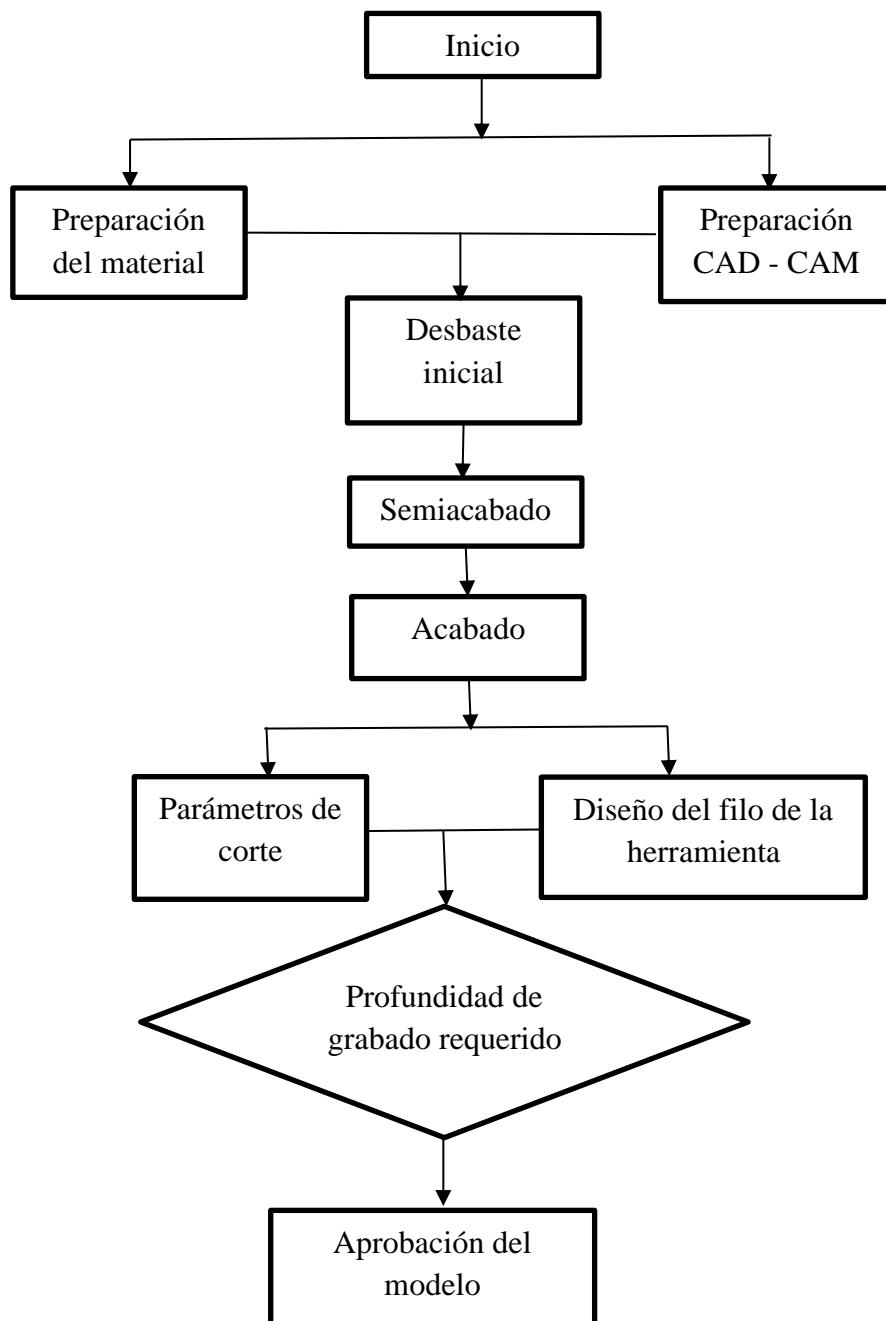 Inicio
Preparación
del material
Preparación
CAD - CAM
Desbaste
inicial
Semiacabado
Acabado
Parámetros de
corte
Diseño del filo de la
herramienta
Profundidad de
grabado requerido
Aprobación del
modelo